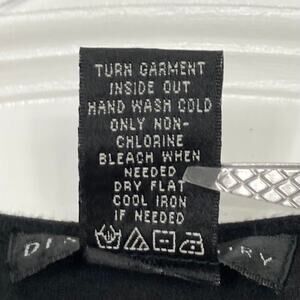 TURN GARMENT
INSIDE OUT
HAND WASH COLD
ONLY NON-
CHLORINE
BLEACH WHEN
NEEDED
DRY FLAT
COOL IRON
IF NEEDED